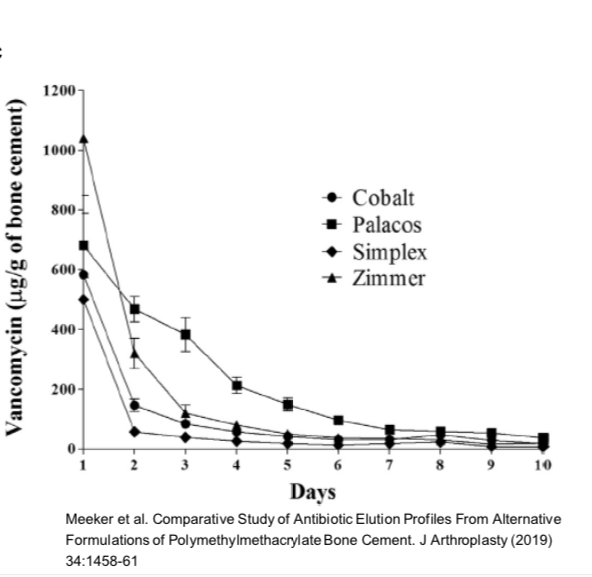 Vancomycin (µg/g of bone cement)
1200
1000
800
600
400
200
0
Cobalt
Palacos
Simplex
Zimmer
1 2 3 4 5 6 7 8 9 10
Days
Meeker et al. Comparative Study of Antibiotic Elution Profiles From Alternative
Formulations of Polymethylmethacrylate Bone Cement. J Arthroplasty (2019)
34:1458-61